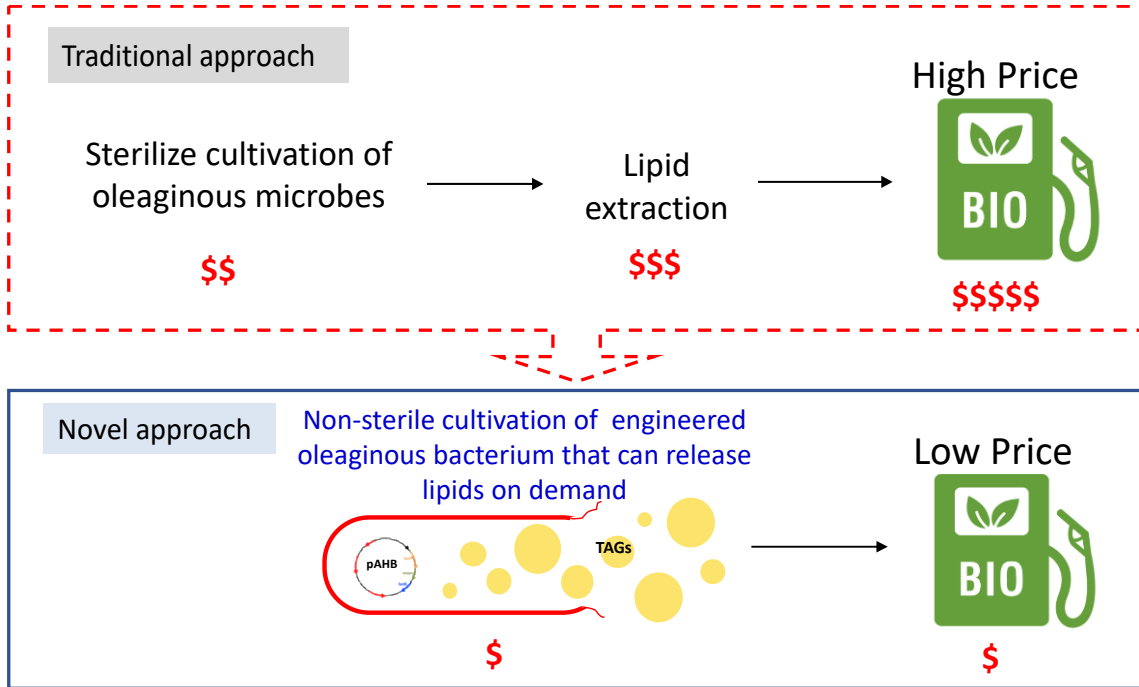 Traditional approach
High Price
Sterilize cultivation of
oleaginous microbes
Lipid
extraction
BIO
$$
$$$
$$$$$
Novel approach
Non-sterile cultivation of engineered
oleaginous bacterium that can release
lipids on demand
Low Price
pAHB
TAGs
BIO
$
$